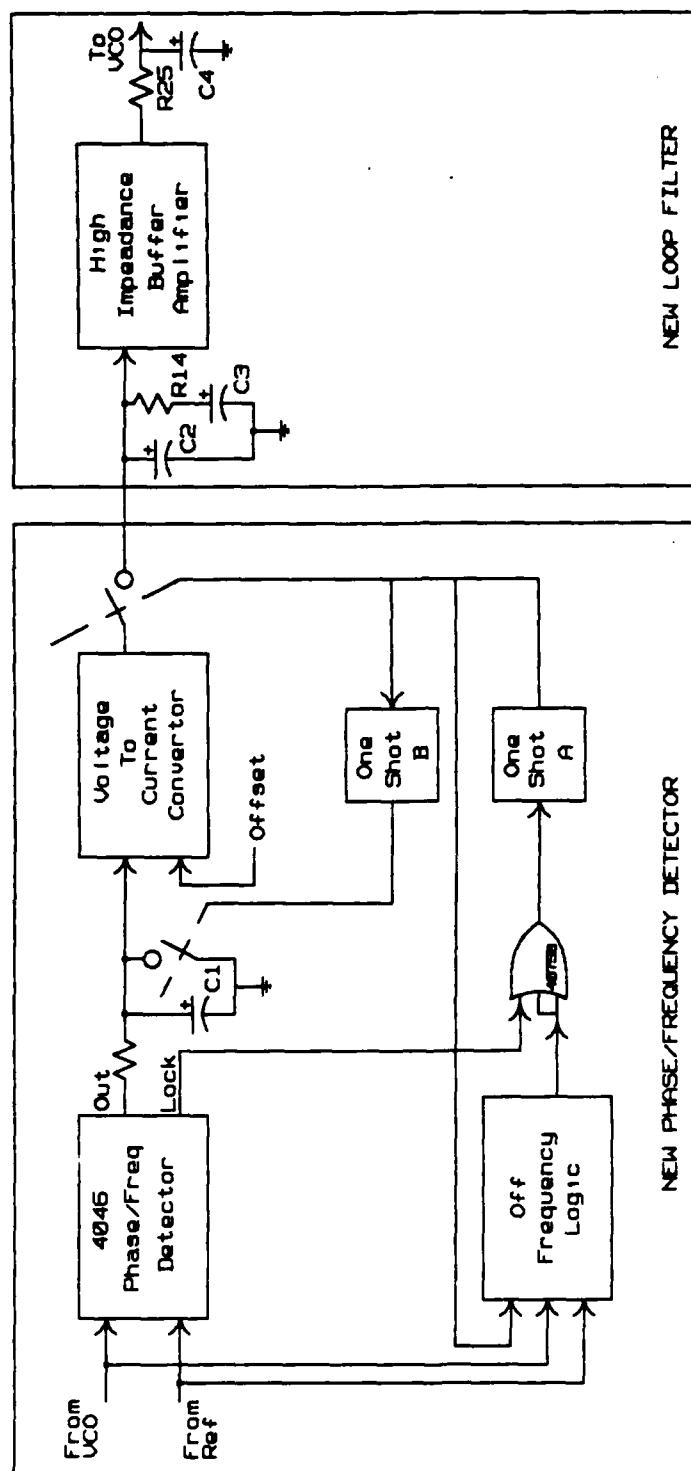 From
VCO
From
Ref
4046
Phase/Freq
Detector
Out
Lock
C1
Voltage
To
Current
Convertor
Offset
One
Shot
B
One
Shot
A
Off
Frequency
Logic
NEW PHASE/FREQUENCY DETECTOR
C2
R14
C3
High
Impeadance
Buffer
Amplifier
R25
To
VCO
C4
NEW LOOP FILTER